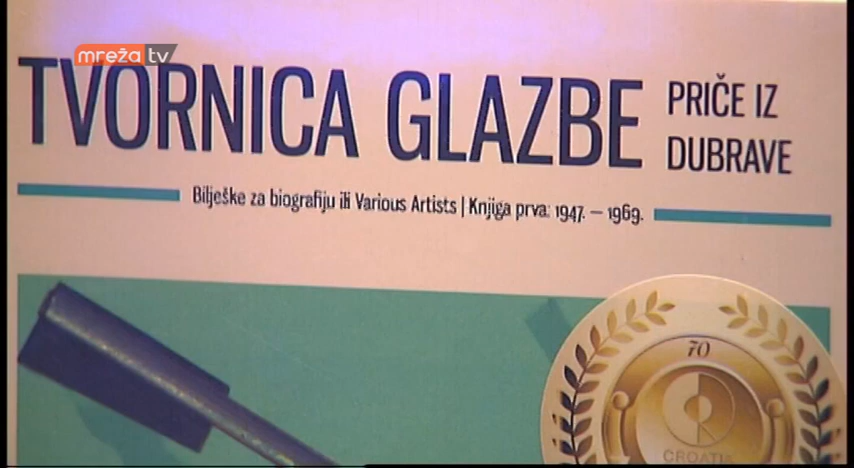 mreža tv
TVORNICA GLAZBE
PRIČE IZ
DUBRAVE
Bilješke za biografiju ili Various Artists | Knjiga prva: 1947. – 1969.
70
CROATIA